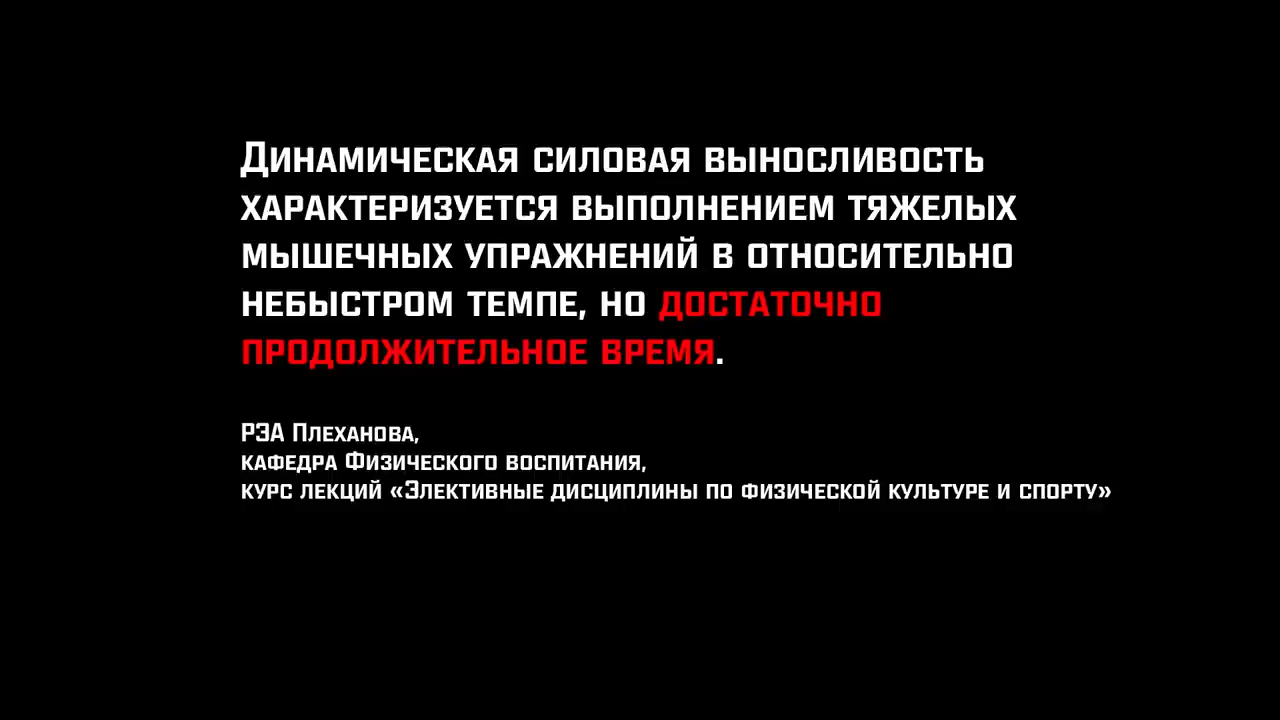 Динамическая силовая выносливость
характеризуется выполнением тяжелых
мышечных упражнений в относительно
небыстром темпе, но достаточно
продолжительное время.
РЭА Плеханова,
кафедра Физического воспитания,
курс лекций «Элективные дисциплины по физической культуре и спорту»